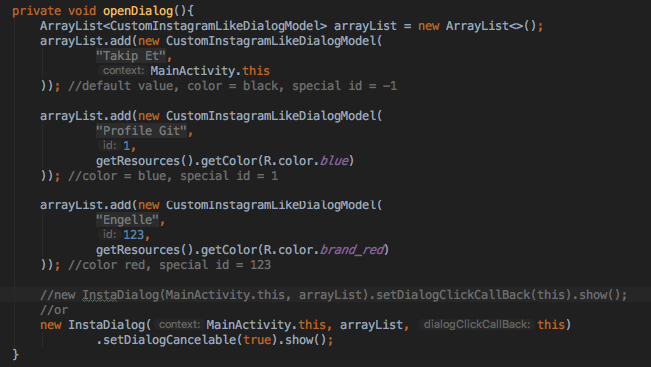 private void openDialog(){
ArrayList<CustomInstagramLikeDialogModel> arrayList = new ArrayList<>();
arrayList.add(new CustomInstagramLikeDialogModel(
"Takip Et",
context: MainActivity.this
)); //default value, color = black, special id = -1
arrayList.add(new CustomInstagramLikeDialogModel(
"Profile Git",
id: 1,
getResources().getColor(R.color.blue)
)); //color = blue, special id = 1
arrayList.add(new CustomInstagramLikeDialogModel(
"Engelle",
id: 123,
getResources().getColor(R.color.brand_red)
)); //color red, special id = 123
//new InstaDialog(MainActivity.this, arrayList).setDialogClickCallBack(this).show();
//or
new InstaDialog( context: MainActivity.this, arrayList, dialogClickCallBack: this)
.setDialogCancelable(true).show();
}